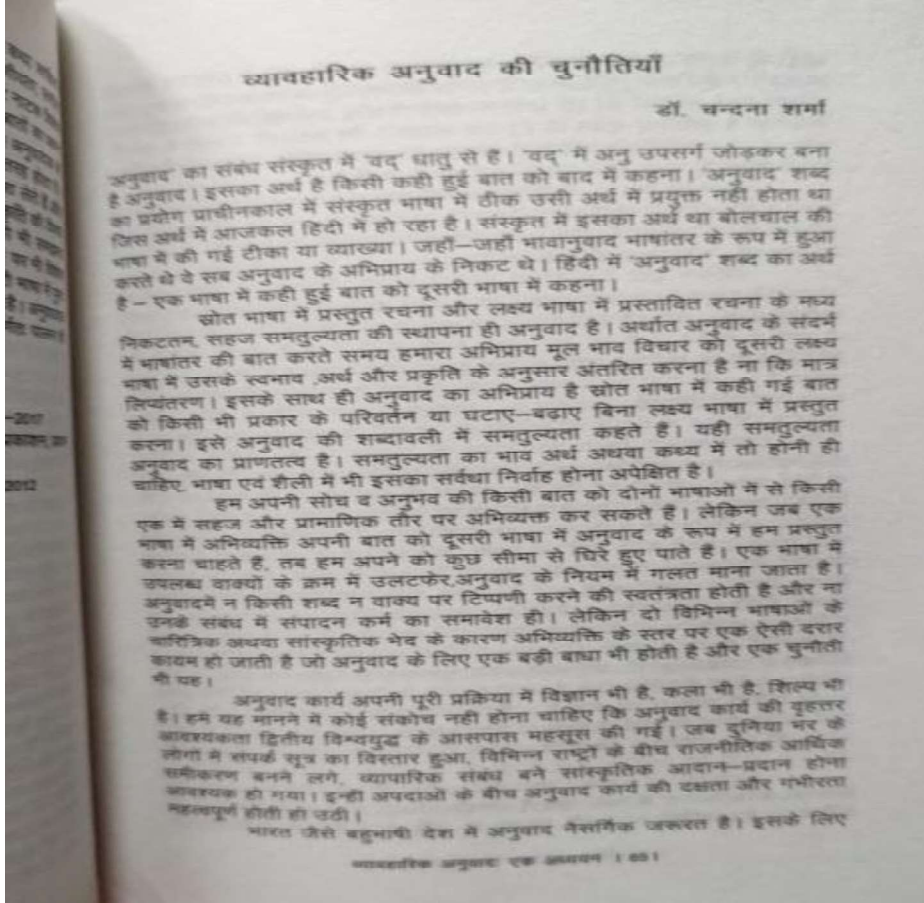 व्यावहारिक अनुवाद की चुनौतियाँ
डॉ. चन्दना शर्मा
अनुवाद' का संबंध संस्कृत में 'वद्' धातु से है। 'वद्' में अनु उपसर्ग जोड़कर बना
है अनुवाद। इसका अर्थ है किसी कही हुई बात को बाद में कहना। 'अनुवाद' शब्द
का प्रयोग प्राचीनकाल में संस्कृत भाषा में ठीक उसी अर्थ में प्रयुक्त नहीं होता था
जिस अर्थ में आजकल हिंदी में हो रहा है। संस्कृत में इसका अर्थ था बोलचाल की
भाषा में की गई टीका या व्याख्या। जहाँ–जहाँ भावानुवाद भाषांतर के रूप में हुआ
करते थे वे सब अनुवाद के अभिप्राय के निकट थे। हिंदी में 'अनुवाद' शब्द का अर्थ
है – एक भाषा में कही हुई बात को दूसरी भाषा में कहना।
स्रोत भाषा में प्रस्तुत रचना और लक्ष्य भाषा में प्रस्तावित रचना के मध्य
निकटतम, सहज समतुल्यता की स्थापना ही अनुवाद है। अर्थात अनुवाद के संदर्भ
में भाषांतर की बात करते समय हमारा अभिप्राय मूल भाव विचार को दूसरी लक्ष्य
भाषा में उसके स्वभाव ,अर्थ और प्रकृति के अनुसार अंतरित करना है ना कि मात्र
लिप्यंतरण। इसके साथ ही अनुवाद का अभिप्राय है स्रोत भाषा में कही गई बात
को किसी भी प्रकार के परिवर्तन या घटाए–बढ़ाए बिना लक्ष्य भाषा में प्रस्तुत
करना। इसे अनुवाद की शब्दावली में समतुल्यता कहते हैं। यही समतुल्यता
अनुवाद का प्राणतत्व है। समतुल्यता का भाव अर्थ अथवा कथ्य में तो होनी ही
चाहिए, भाषा एवं शैली में भी इसका सर्वथा निर्वाह होना अपेक्षित है।
हम अपनी सोच व अनुभव की किसी बात को दोनों भाषाओं में से किसी
एक में सहज और प्रामाणिक तौर पर अभिव्यक्त कर सकते हैं। लेकिन जब एक
भाषा में अभिव्यक्ति अपनी बात को दूसरी भाषा में अनुवाद के रूप में हम प्रस्तुत
करना चाहते हैं, तब हम अपने को कुछ सीमा से घिरे हुए पाते हैं। एक भाषा में
उपलब्ध वाक्यों के क्रम में उलटफेर,अनुवाद के नियम में गलत माना जाता है।
अनुवादमें न किसी शब्द न वाक्य पर टिप्पणी करने की स्वतंत्रता होती है और ना
उनके संबंध में संपादन कर्म का समावेश ही। लेकिन दो विभिन्न भाषाओं के
चारित्रिक अथवा सांस्कृतिक भेद के कारण अभिव्यक्ति के स्तर पर एक ऐसी दरार
कायम हो जाती है जो अनुवाद के लिए एक बड़ी बाधा भी होती है और एक चुनौती
भी यह।
अनुवाद कार्य अपनी पूरी प्रक्रिया में विज्ञान भी है, कला भी है, शिल्प भी
है। हमें यह मानने में कोई संकोच नहीं होना चाहिए कि अनुवाद कार्य की वृहत्तर
आवश्यकता द्वितीय विश्वयुद्ध के आसपास महसूस की गई। जब दुनिया भर के
लोगों में संपर्क सूत्र का विस्तार हुआ, विभिन्न राष्ट्रों के बीच राजनीतिक आर्थिक
समीकरण बनने लगे, व्यापारिक संबंध बने सांस्कृतिक आदान–प्रदान होना
आवश्यक हो गया। इन्हीं अपदाओं के बीच अनुवाद कार्य की दक्षता और गंभीरता
महत्वपूर्ण होती हो उठी।
भारत जैसे बहुभाषी देश में अनुवाद नैसर्गिक जरूरत है। इसके लिए
व्यावहारिक अनुवाद: एक अध्ययन
–2017
2012